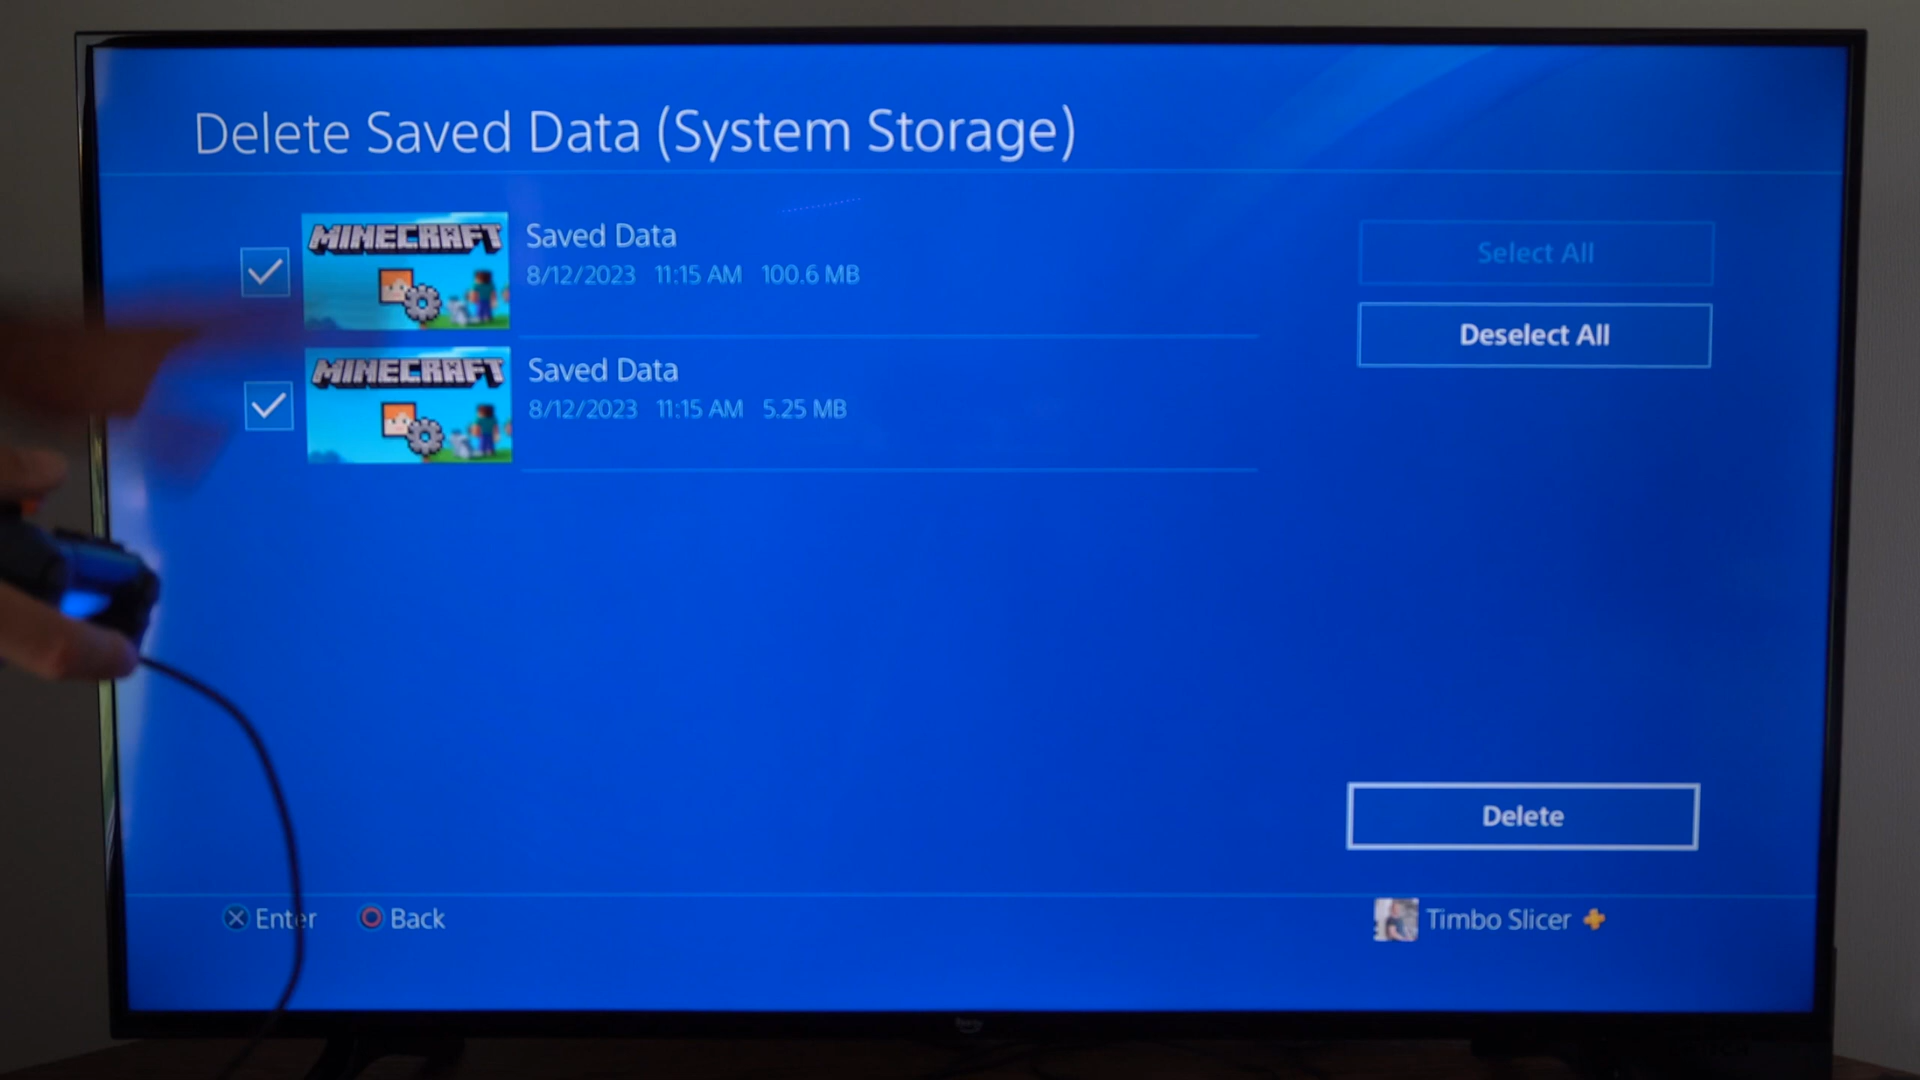 Delete Saved Data (System Storage)
MINECRAFT
Saved Data
8/12/2023 11:15 AM 100.6 MB
MINECRAFT
Saved Data
8/12/2023 11:15 AM 5.25 MB
Select All
Deselect All
Delete
Enter Back
Timbo Slicer